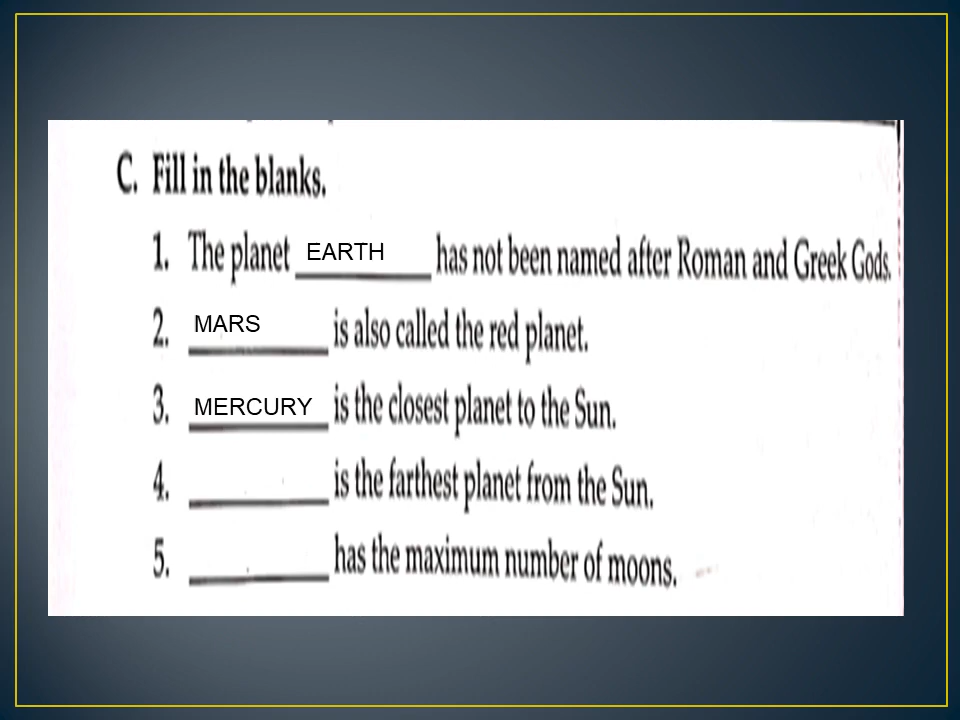 C. Fill in the blanks.
1. The planet EARTH has not been named after Roman and Greek Gods.
2. MARS is also called the red planet.
3. MERCURY is the closest planet to the Sun.
4. ________ is the farthest planet from the Sun.
5. ________ has the maximum number of moons.